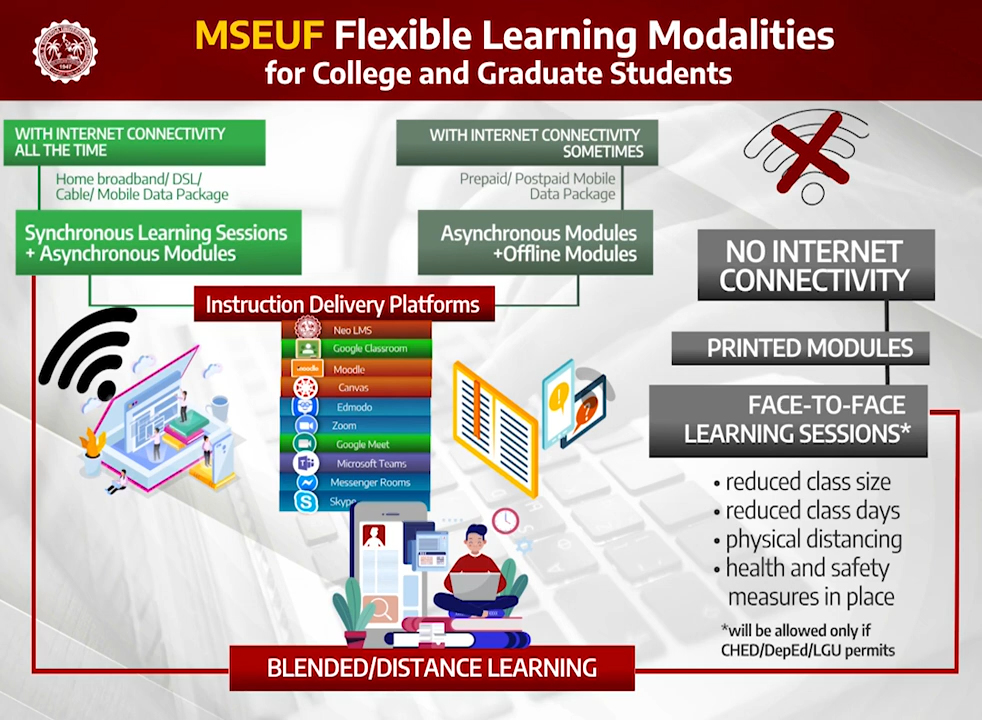 MSEUF Flexible Learning Modalities
for College and Graduate Students
WITH INTERNET CONNECTIVITY
ALL THE TIME
Home broadband/ DSL/
Cable/ Mobile Data Package
Synchronous Learning Sessions
+ Asynchronous Modules
WITH INTERNET CONNECTIVITY
SOMETIMES
Prepaid/ Postpaid Mobile
Data Package
Asynchronous Modules
+Offline Modules
Instruction Delivery Platforms
Neo LMS
Google Classroom
moodle
Moodle
Canvas
Edmodo
Zoom
Google Meet
Microsoft Teams
Messenger Rooms
Skype
NO INTERNET
CONNECTIVITY
PRINTED MODULES
FACE-TO-FACE
LEARNING SESSIONS*
• reduced class size
• reduced class days
• physical distancing
• health and safety
measures in place
*will be allowed only if
CHED/DepEd/LGU permits
BLENDED/DISTANCE LEARNING
1947